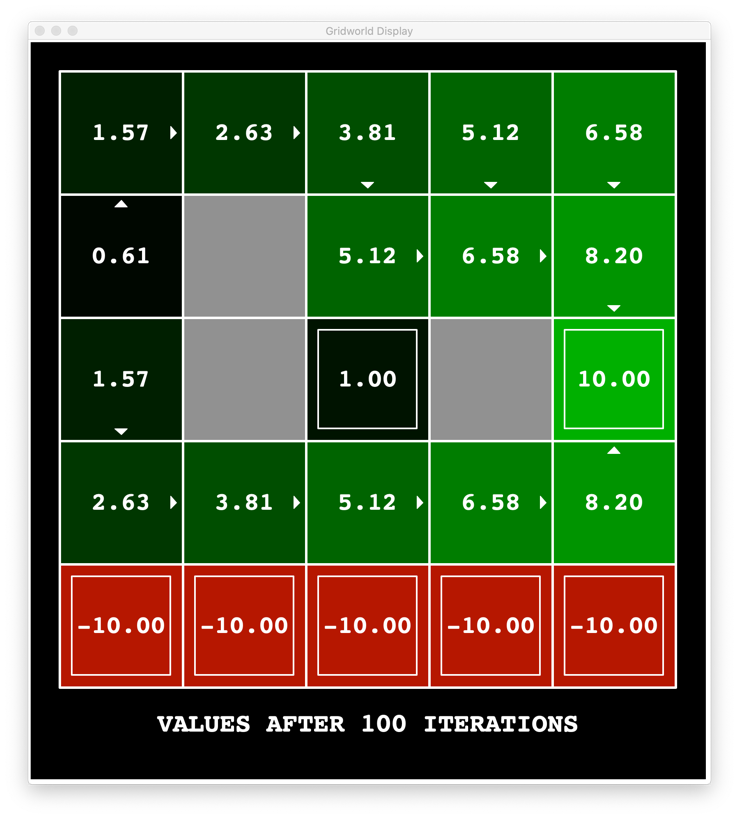 Gridworld Display
1.57 2.63 3.81 5.12 6.58
0.61 5.12 6.58 8.20
1.57 1.00 10.00
2.63 3.81 5.12 6.58 8.20
-10.00 -10.00 -10.00 -10.00 -10.00
VALUES AFTER 100 ITERATIONS